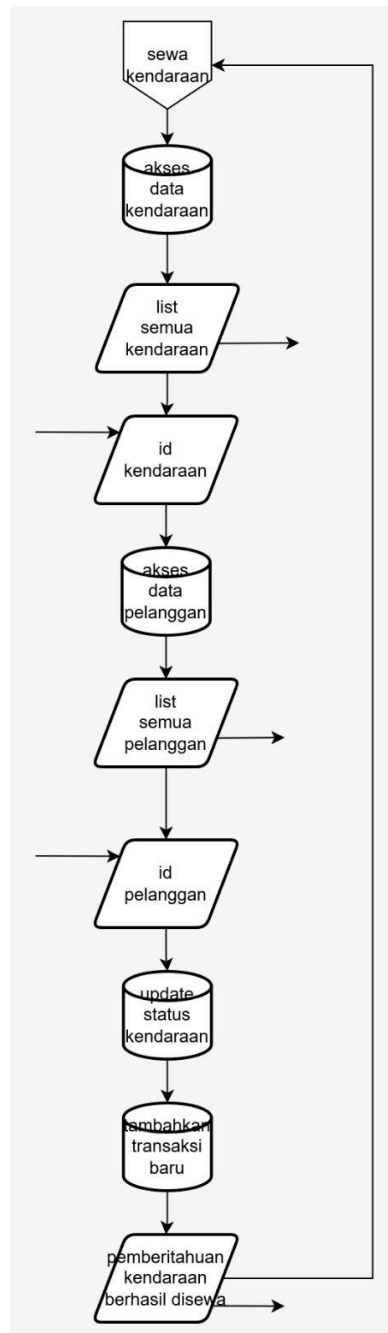 sewa
kendaraan
akses
data
kendaraan
list
semua
kendaraan
id
kendaraan
akses
data
pelanggan
list
semua
pelanggan
id
pelanggan
update
status
kendaraan
tambahkan
transaksi
baru
pemberitahuan
kendaraan
berhasil disewa